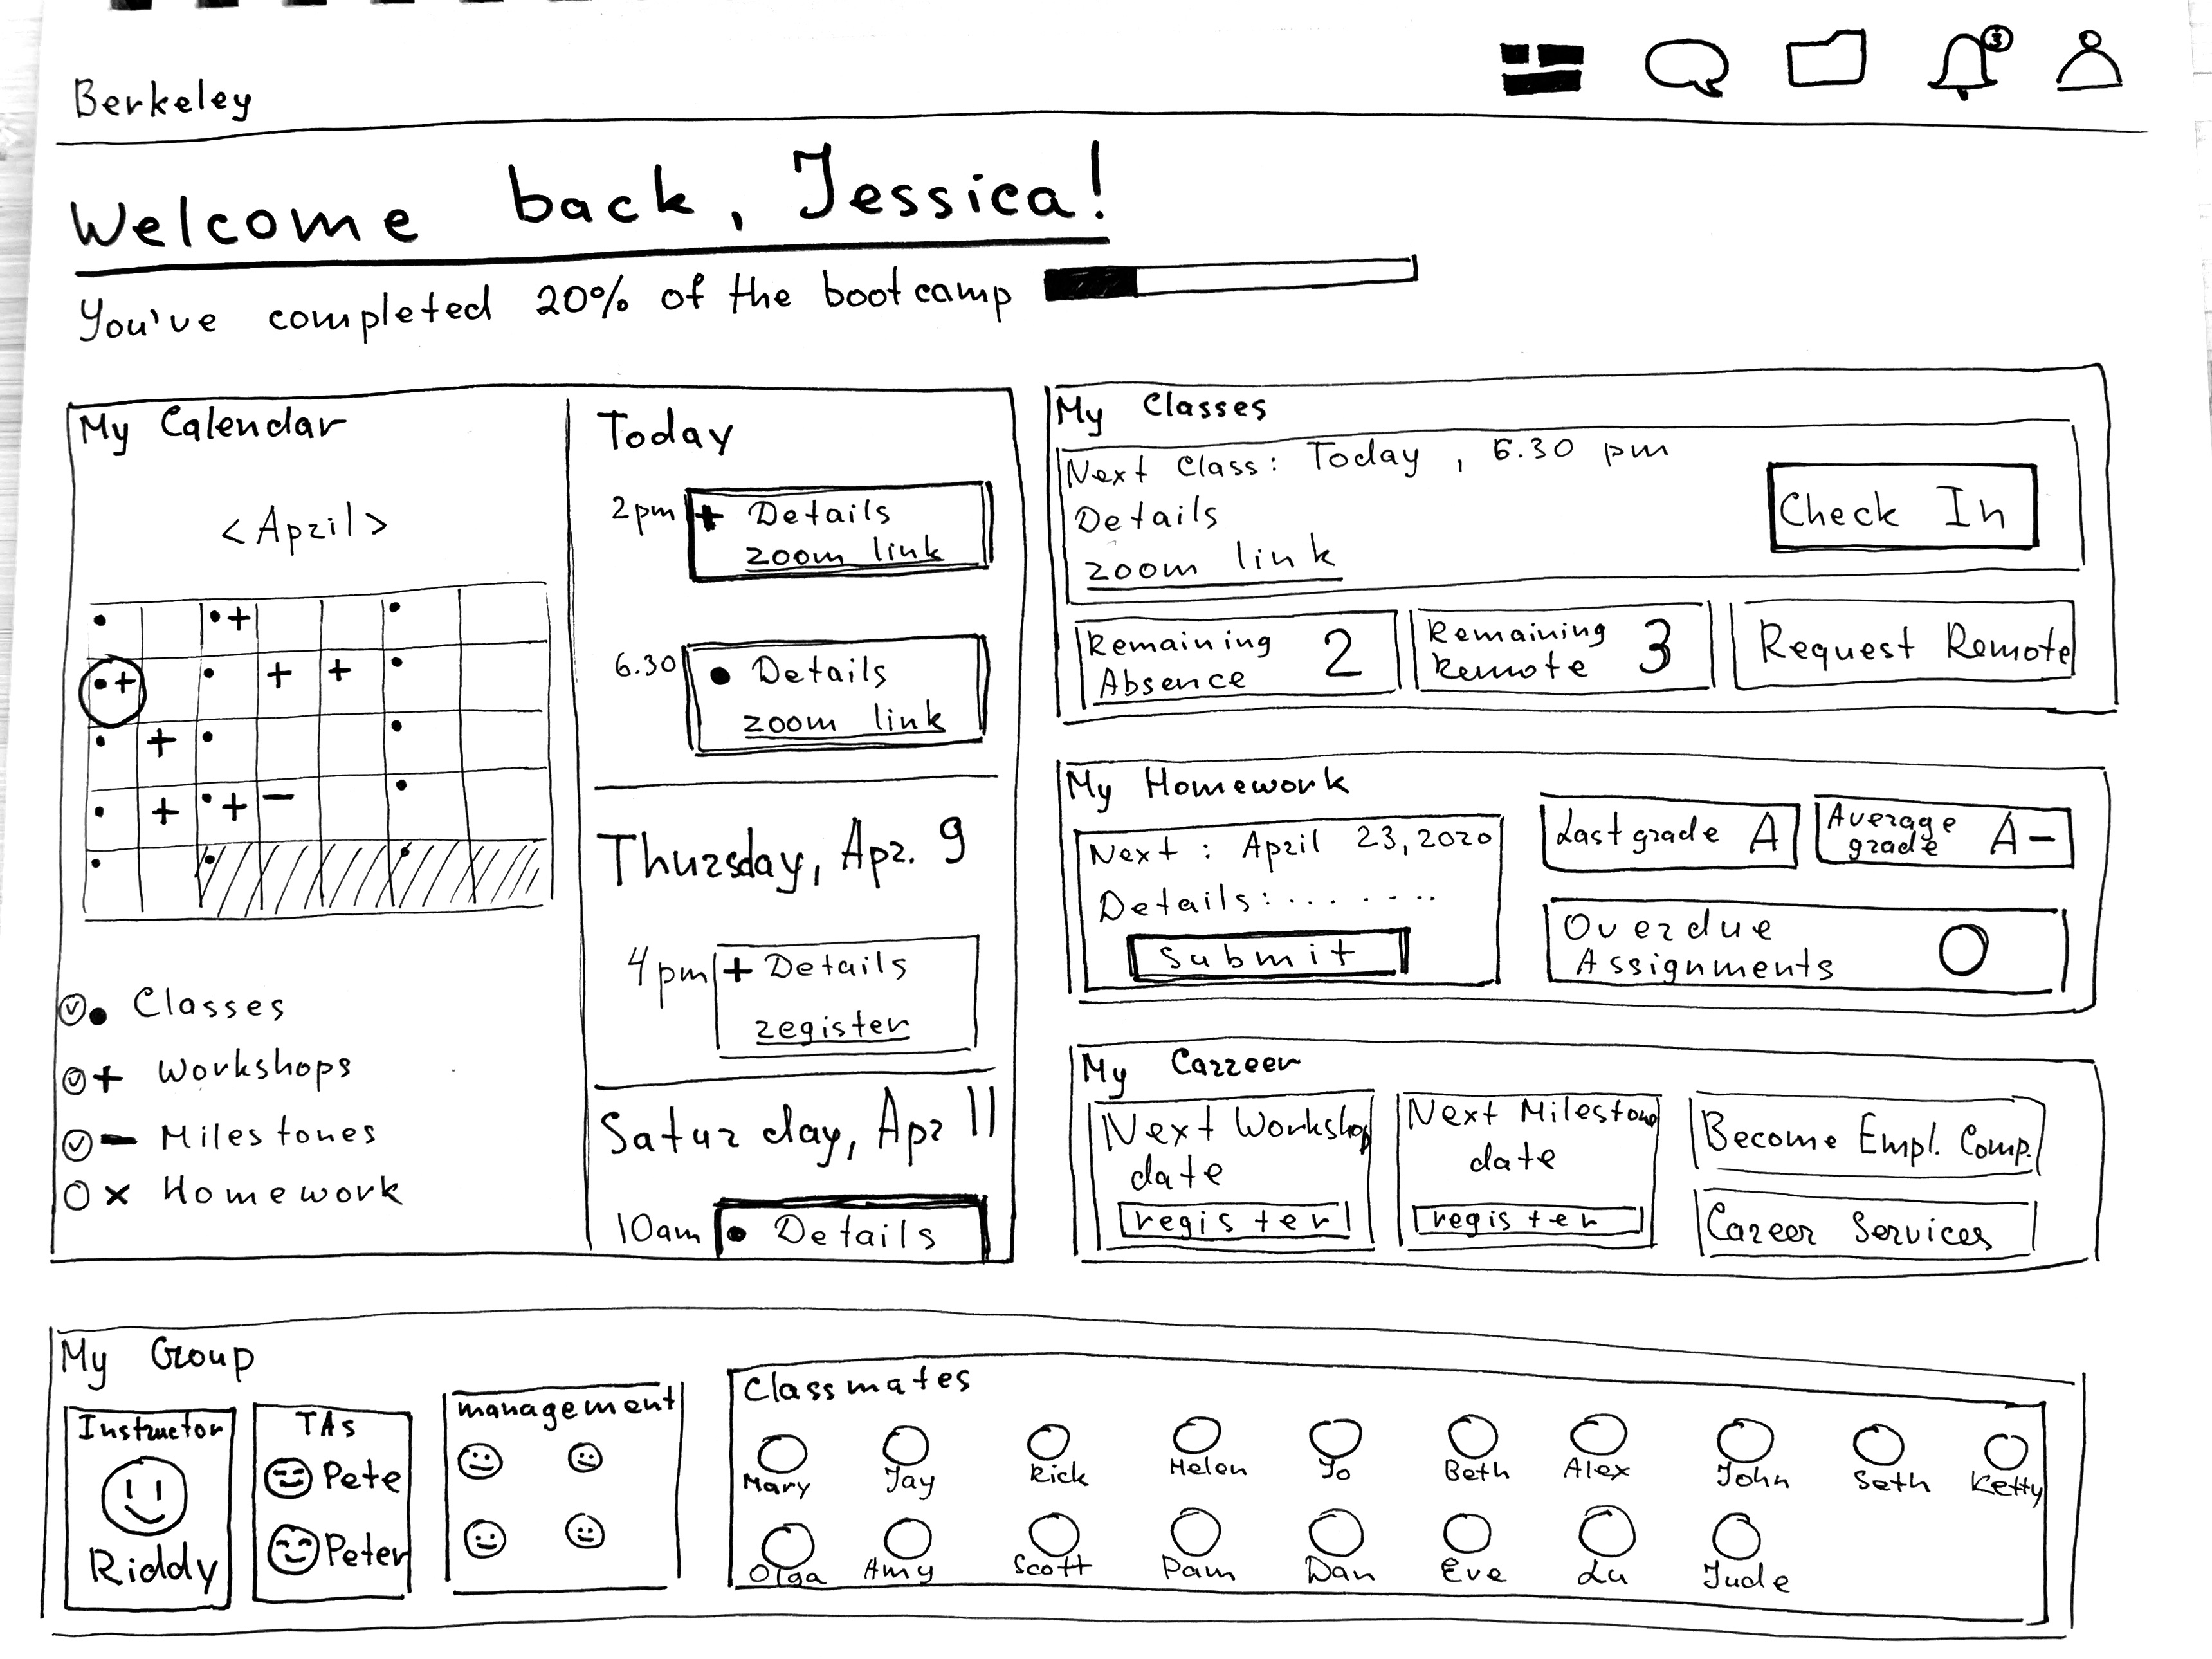 3
Berkeley
Welcome back, Jessica!
You've completed 20% of the bootcamp
My Calendar
< April >
+
+
+
+
+
+
+
–
✓ • Classes
✓ + Workshops
✓ – Milestones
○ × Homework
Today
2pm + Details
zoom link
6.30 • Details
zoom link
Thursday, Apr. 9
4pm + Details
register
Saturday, Apr 11
10am • Details
My Classes
Next Class: Today, 6.30 pm
Details
zoom link
Check In
Remaining
Absence 2
Remaining
Remote 3
Request Remote
My Homework
Next: April 23, 2020
Details: ........
Submit
Last grade A
Average
grade A-
Overdue
Assignments 0
My Carreer
Next Workshop
date
register
Next Milestone
date
register
Become Empl. Comp.
Career Services
My Group
Instructor
Riddy
TAs
Pete
Peter
management
Classmates
Mary Jay Rick Helen Jo Beth Alex John Seth Ketty
Olga Amy Scott Pam Dan Eve Lu Jude